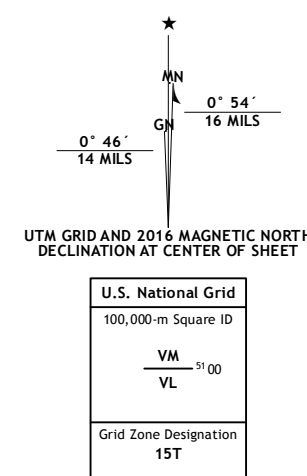 ★
MN
0° 54´
16 MILS
GN
0° 46´
14 MILS
UTM GRID AND 2016 MAGNETIC NORTH
DECLINATION AT CENTER OF SHEET
U.S. National Grid
100,000-m Square ID
VM
51 00
VL
Grid Zone Designation
15T